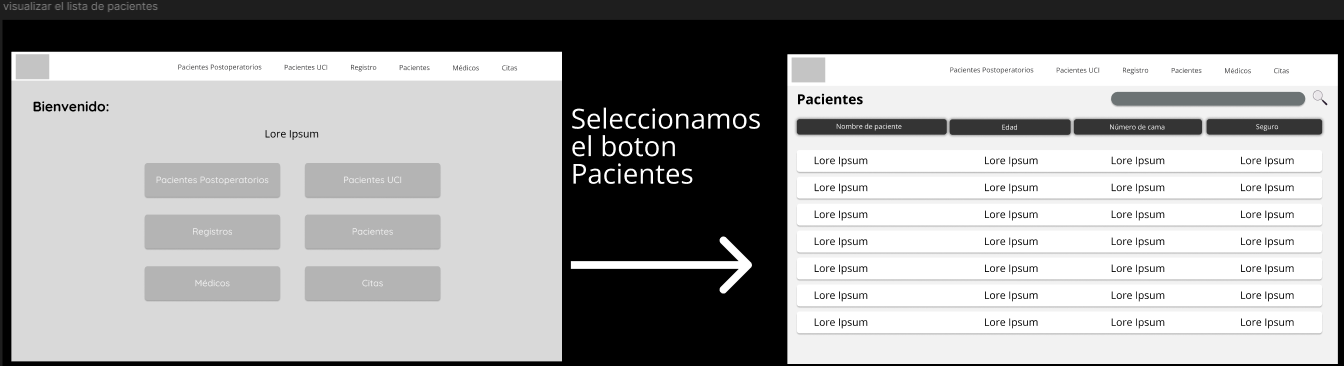 visualizar el lista de pacientes
Pacientes Postoperatorios Pacientes UCI Registro Pacientes Médicos Citas
Bienvenido:
Lore Ipsum
Pacientes Postoperatorios Pacientes UCI
Registros Pacientes
Médicos Citas
Seleccionamos
el boton
Pacientes
Pacientes Postoperatorios Pacientes UCI Registro Pacientes Médicos Citas
Pacientes
Nombre de paciente Edad Número de cama Seguro
Lore Ipsum Lore Ipsum Lore Ipsum Lore Ipsum
Lore Ipsum Lore Ipsum Lore Ipsum Lore Ipsum
Lore Ipsum Lore Ipsum Lore Ipsum Lore Ipsum
Lore Ipsum Lore Ipsum Lore Ipsum Lore Ipsum
Lore Ipsum Lore Ipsum Lore Ipsum Lore Ipsum
Lore Ipsum Lore Ipsum Lore Ipsum Lore Ipsum
Lore Ipsum Lore Ipsum Lore Ipsum Lore Ipsum